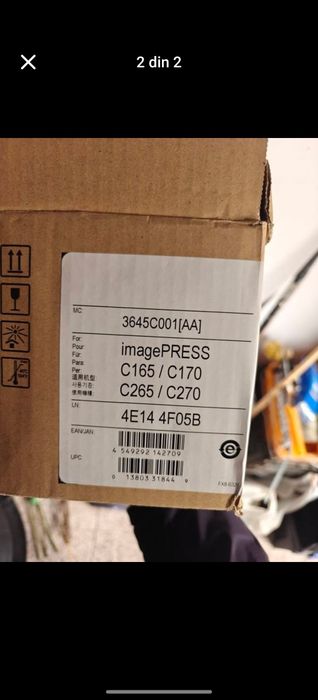 2 din 2
MC:
3645C001[AA]
For:
Pour
Für:
Para
Per:
适用机型:
사용기종:
使用機種:
imagePRESS
C165 / C170
C265 / C270
LN:
4E14 4F05B
EAN/JAN:
4 549292 142709
UPC:
0 13803 31844 9